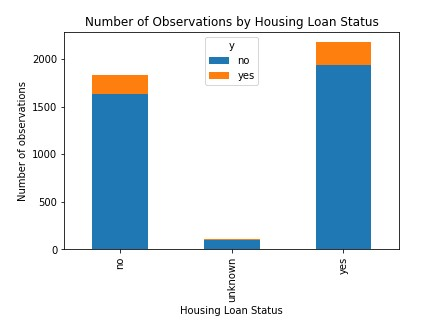 Number of Observations by Housing Loan Status
y
no
yes
Number of observations
2000
1500
1000
500
0
no
unknown
yes
Housing Loan Status